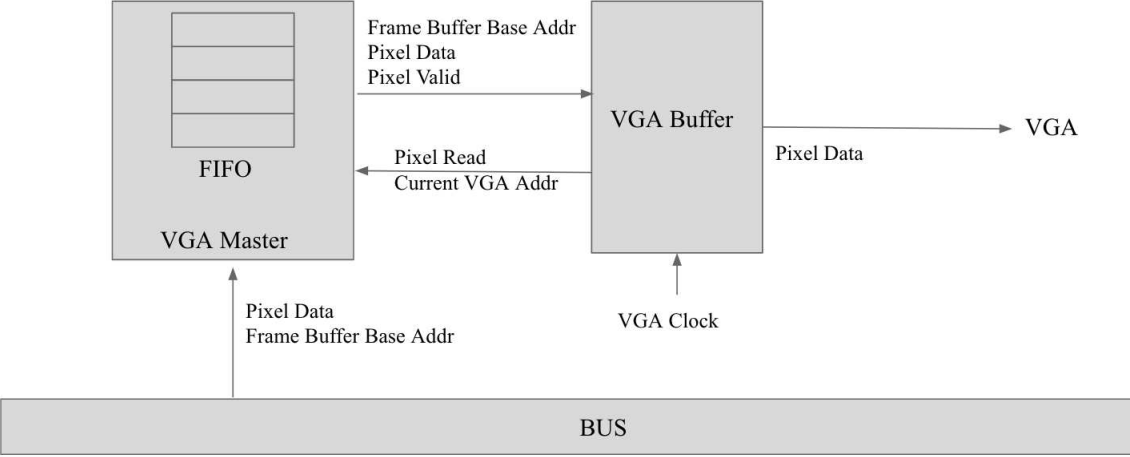 Frame Buffer Base Addr
Pixel Data
Pixel Valid
FIFO
VGA Master
Pixel Read
Current VGA Addr
VGA Buffer
Pixel Data
VGA
Pixel Data
Frame Buffer Base Addr
VGA Clock
BUS